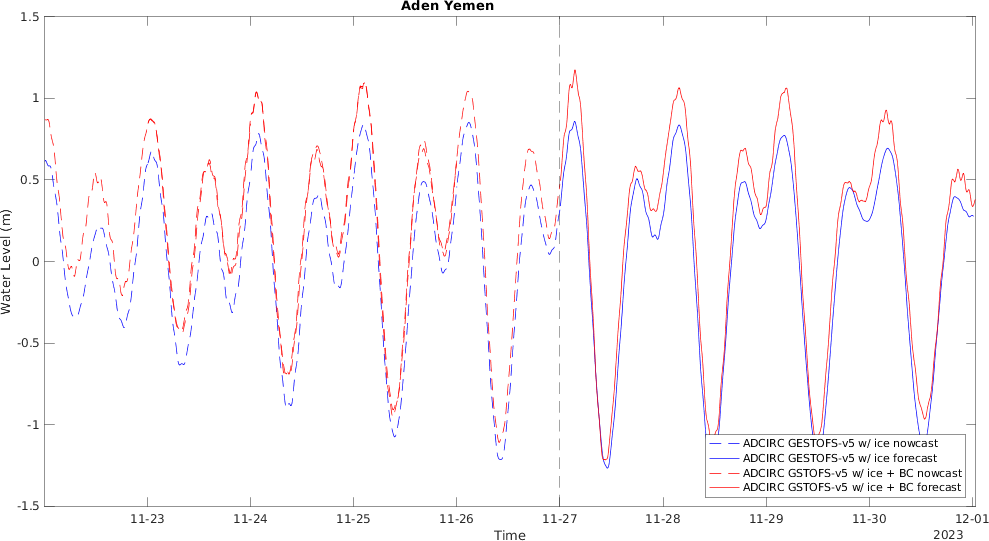 Aden Yemen
1.5
1
0.5
0
-0.5
-1
-1.5
Water Level (m)
11-23 11-24 11-25 11-26 11-27 11-28 11-29 11-30 12-01
Time
2023
ADCIRC GESTOFS-v5 w/ ice nowcast
ADCIRC GESTOFS-v5 w/ ice forecast
ADCIRC GSTOFS-v5 w/ ice + BC nowcast
ADCIRC GSTOFS-v5 w/ ice + BC forecast